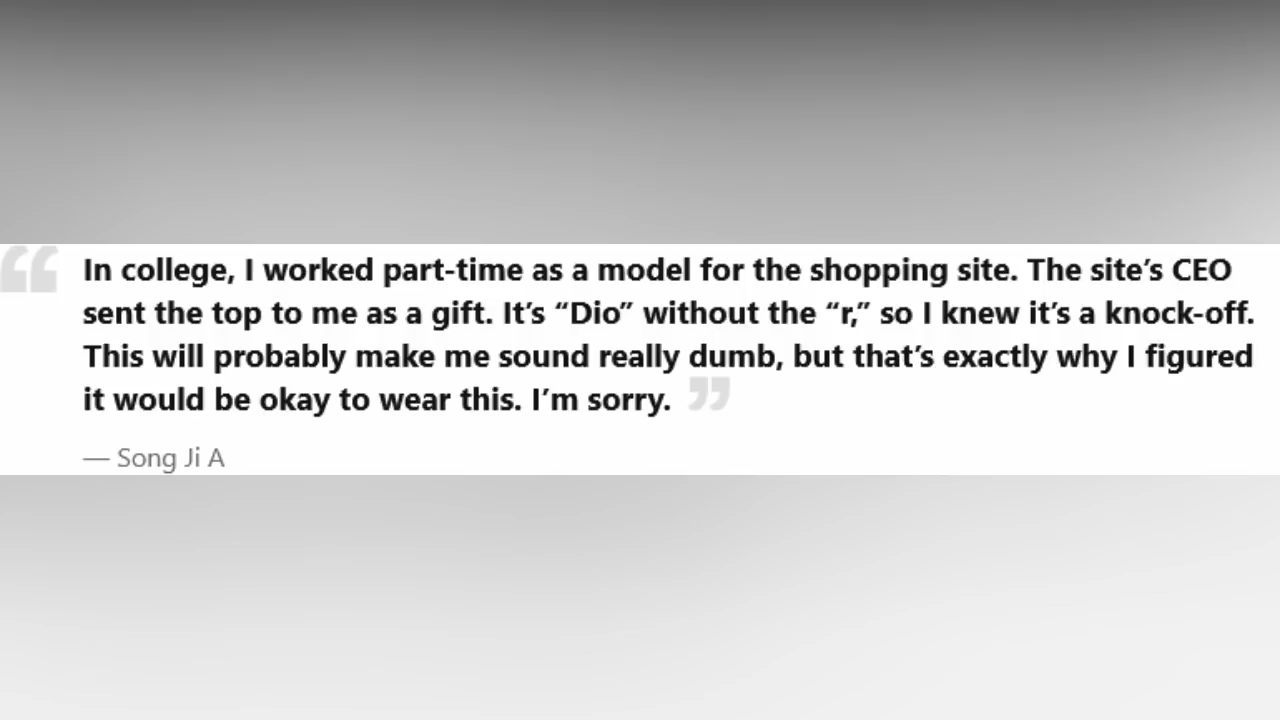 “ In college, I worked part-time as a model for the shopping site. The site’s CEO
sent the top to me as a gift. It’s “Dio” without the “r,” so I knew it’s a knock-off.
This will probably make me sound really dumb, but that’s exactly why I figured
it would be okay to wear this. I’m sorry. ”
— Song Ji A